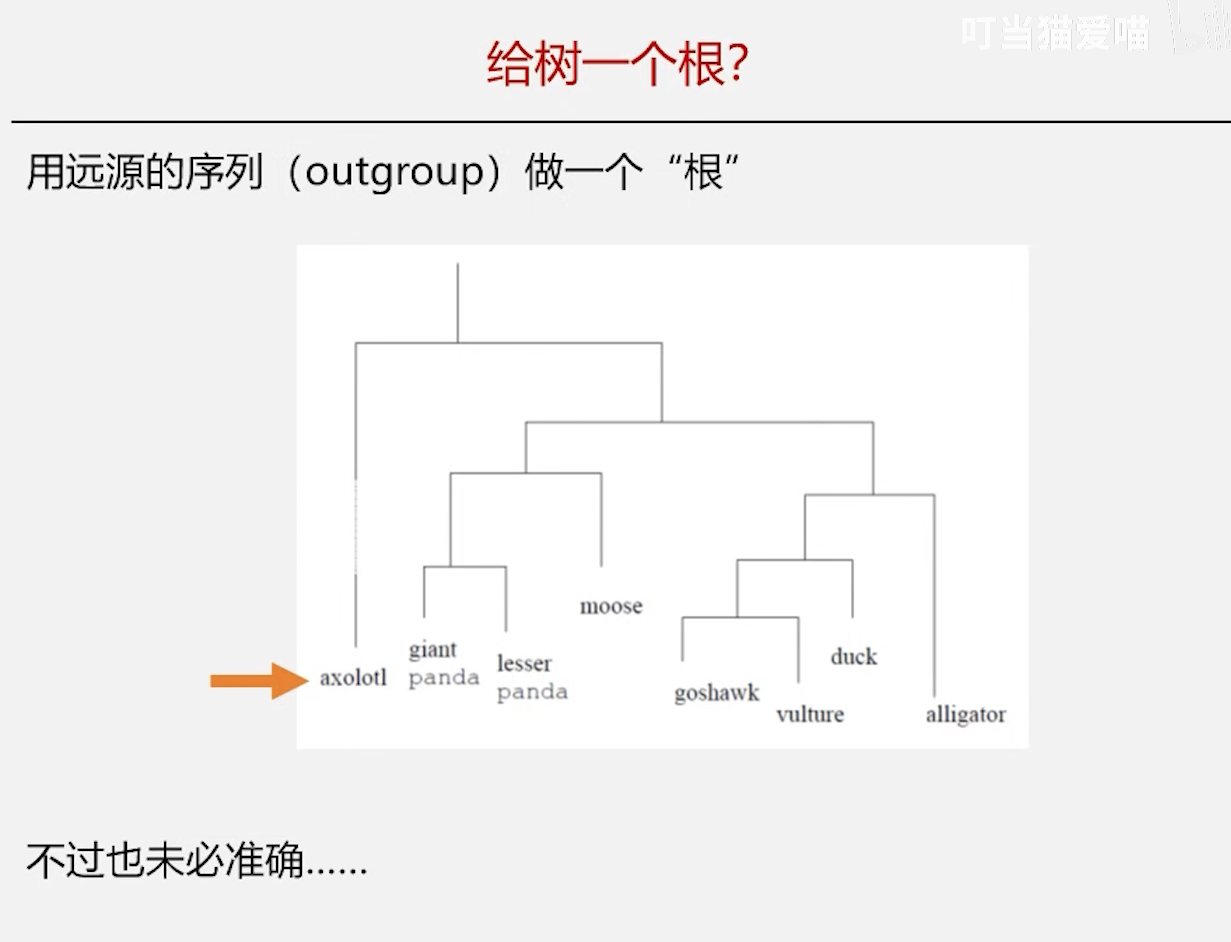 叮当猫爱喵
给树一个根？
用远源的序列（outgroup）做一个“根”
moose
giant
panda
lesser
panda
axolotl
duck
goshawk
vulture
alligator
不过也未必准确……